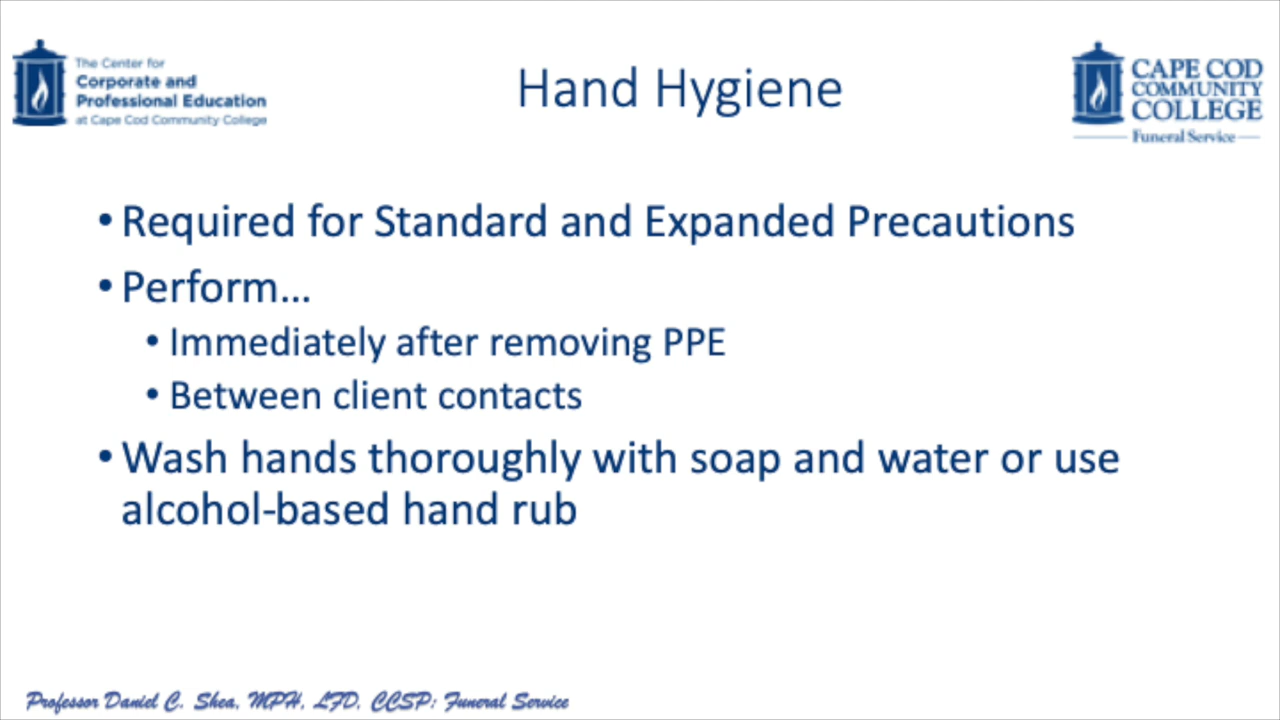 The Center for
Corporate and
Professional Education
at Cape Cod Community College
Hand Hygiene
CAPE COD
COMMUNITY
COLLEGE
Funeral Service
• Required for Standard and Expanded Precautions
• Perform...
• Immediately after removing PPE
• Between client contacts
• Wash hands thoroughly with soap and water or use
alcohol-based hand rub
Professor Daniel C. Shea, MPH, LFD, CCSP: Funeral Service